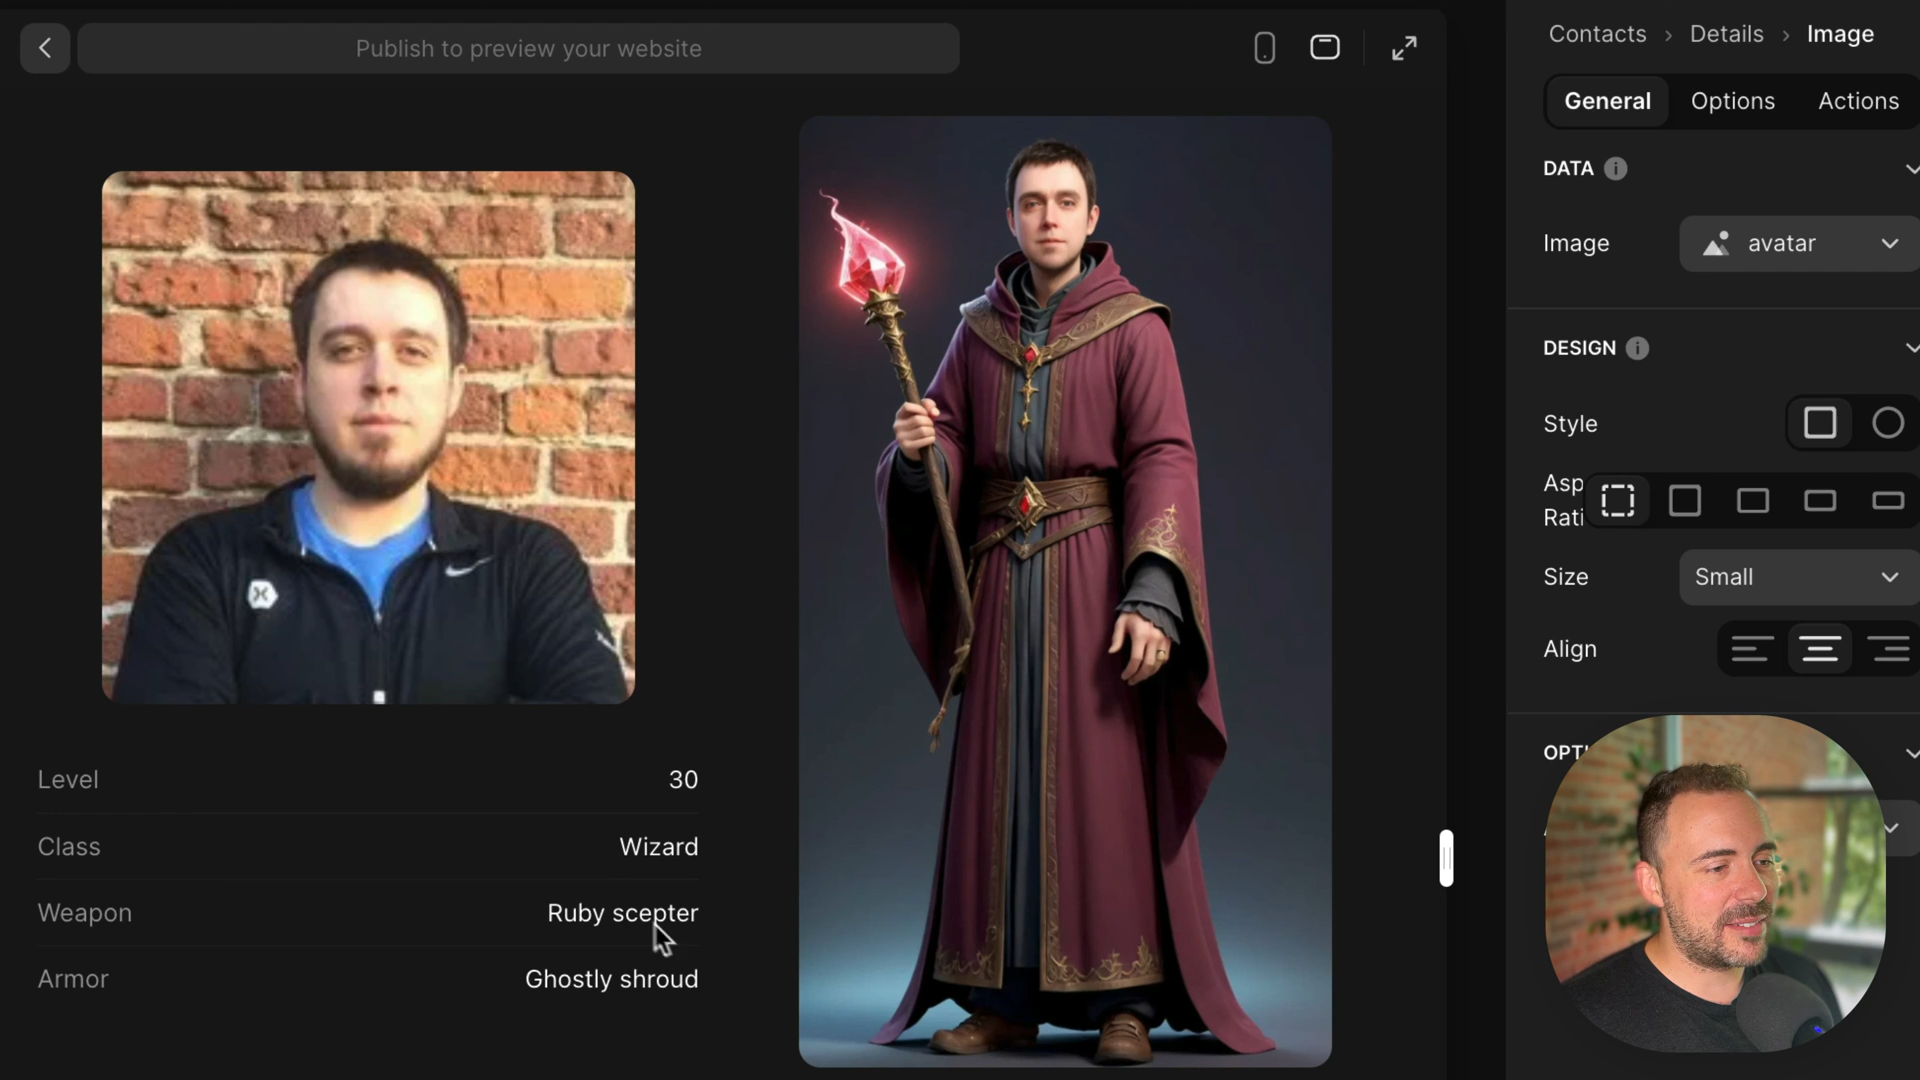 Publish to preview your website
Level 30
Class Wizard
Weapon Ruby scepter
Armor Ghostly shroud
Contacts > Details > Image
General Options Actions
DATA i
Image avatar
DESIGN i
Style
Asp
Rati
Size Small
Align
OPTI